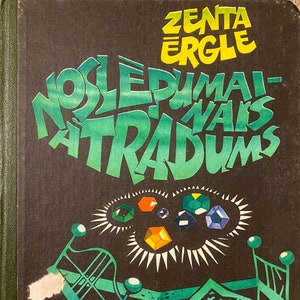 ZENTA
ĒRGLE
NOSLĒPUMAI-
NAIS
ATRADUMS